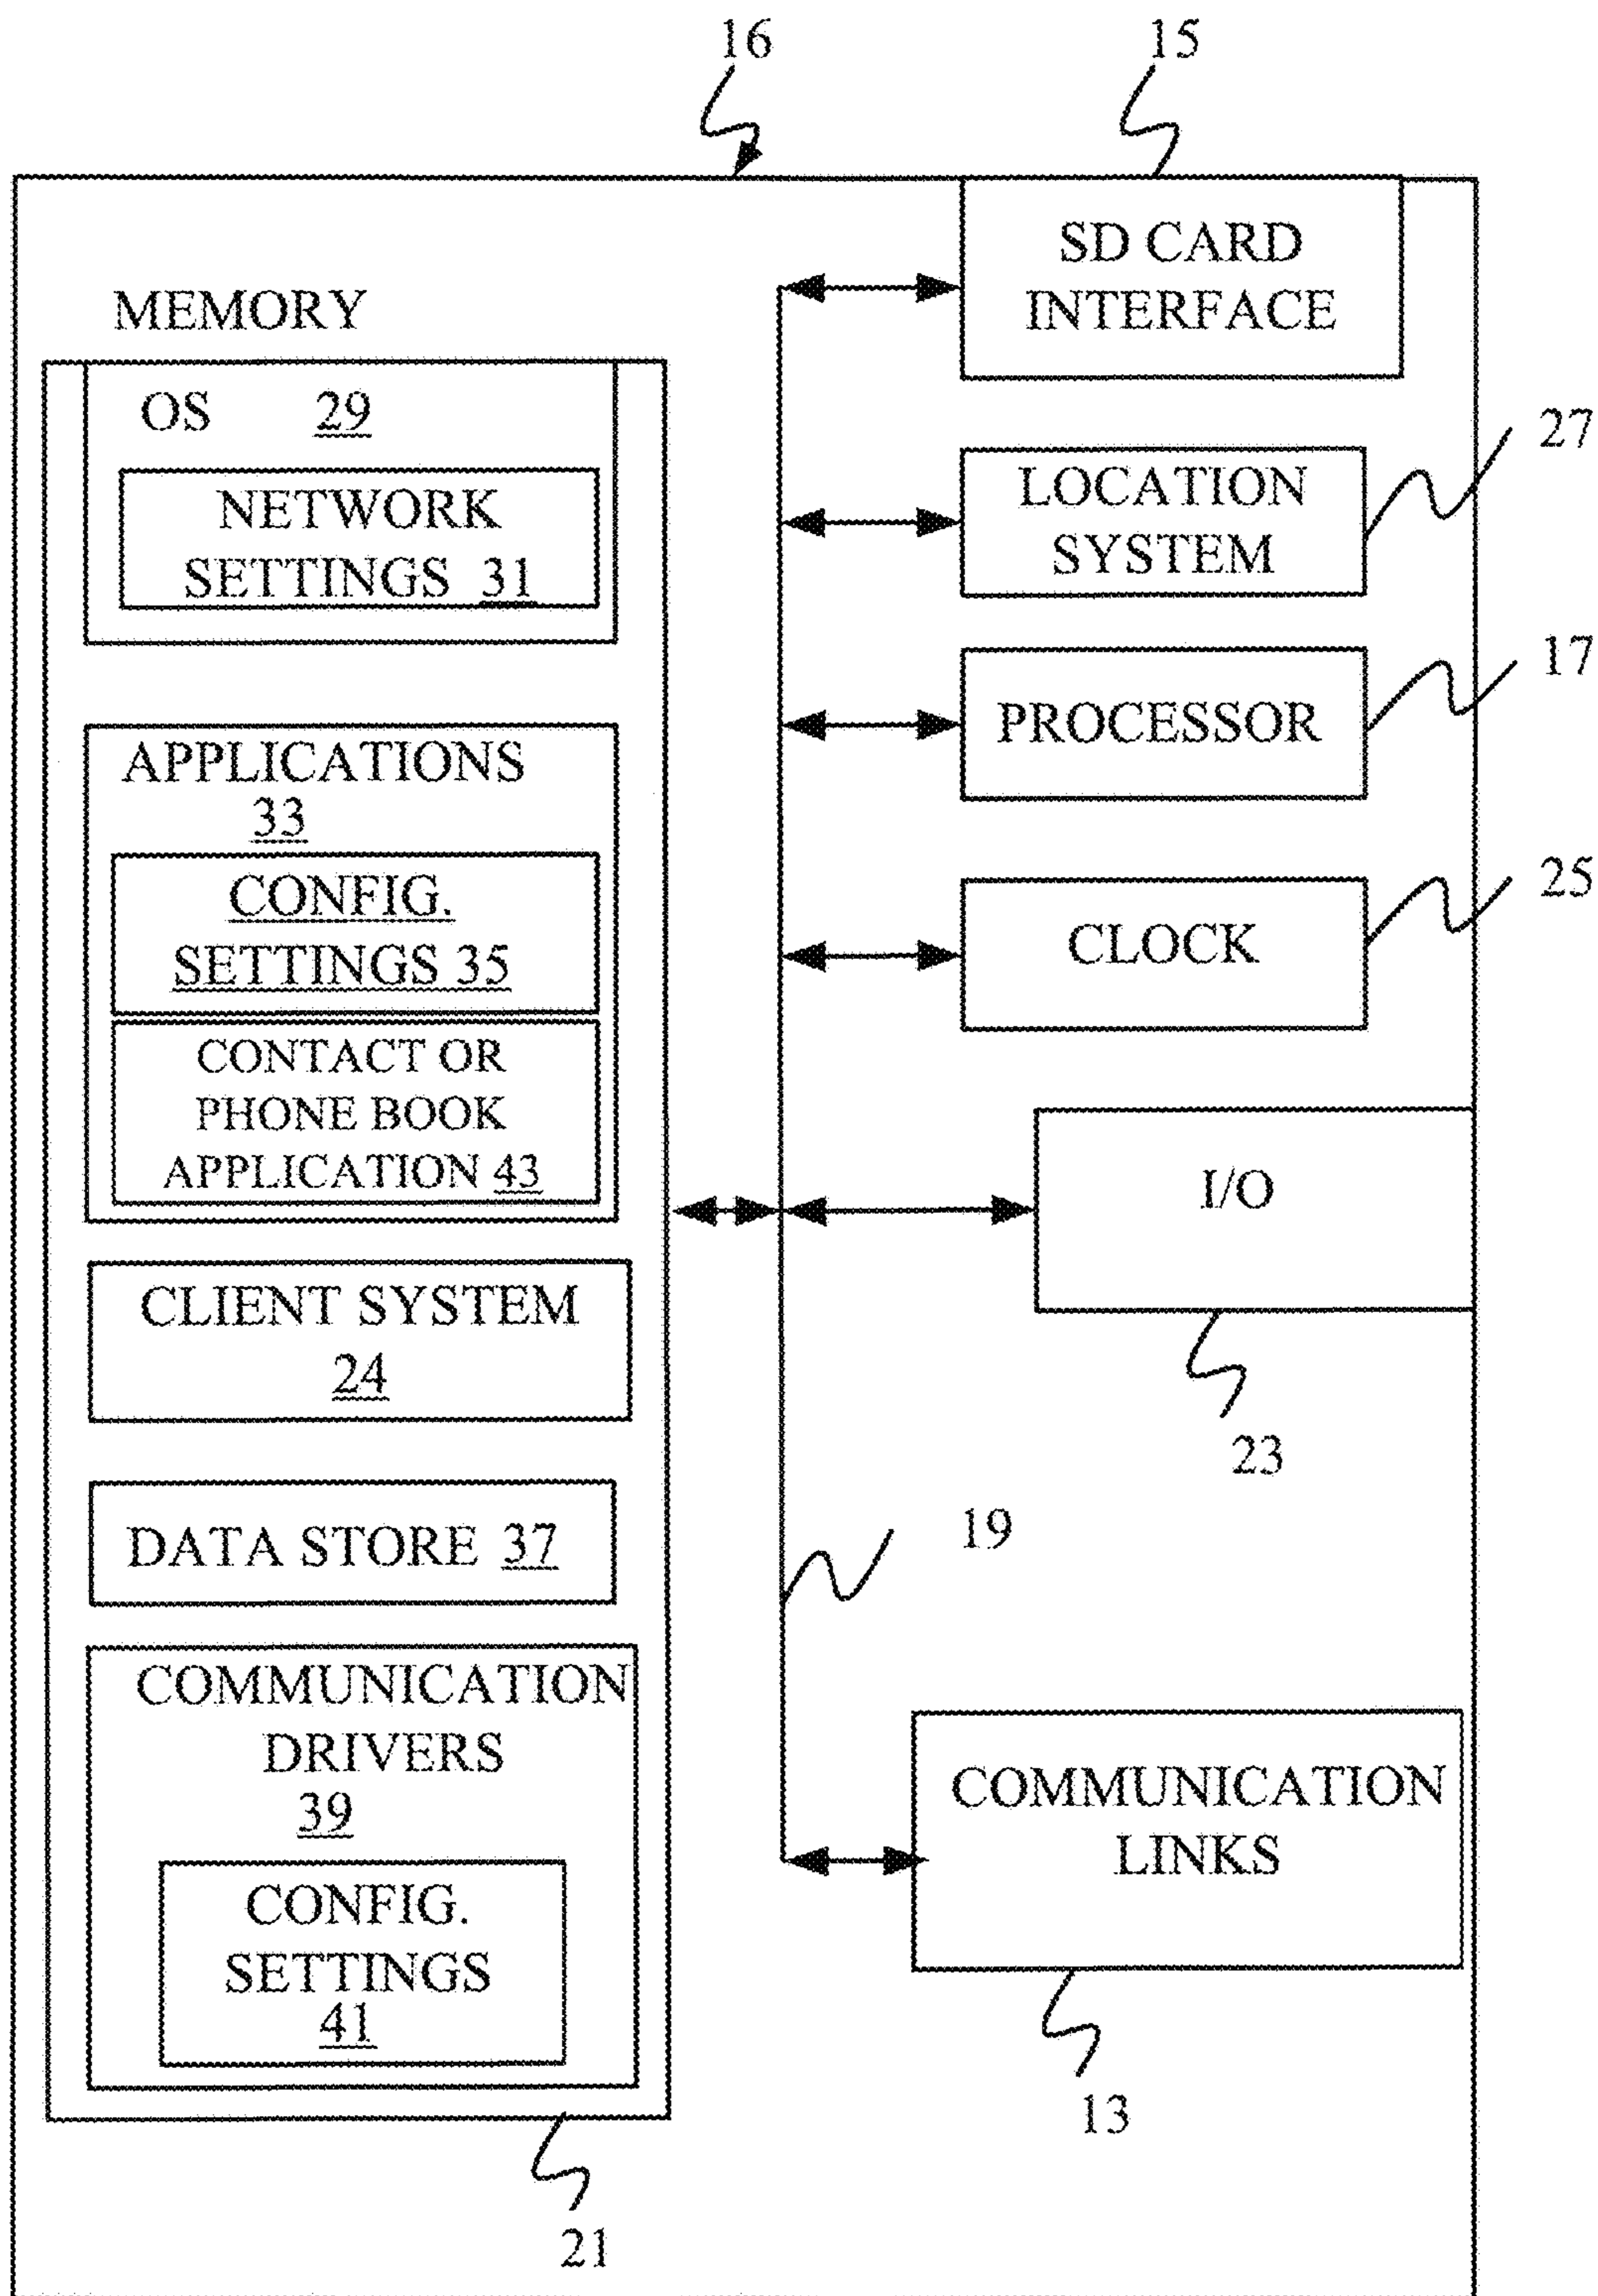 16
15
SD CARD
INTERFACE
MEMORY
OS 29
NETWORK
SETTINGS 31
27
LOCATION
SYSTEM
17
PROCESSOR
APPLICATIONS
33
CONFIG.
SETTINGS 35
25
CLOCK
CONTACT OR
PHONE BOOK
APPLICATION 43
I/O
CLIENT SYSTEM
24
23
DATA STORE 37
19
COMMUNICATION
DRIVERS
39
CONFIG.
SETTINGS
41
COMMUNICATION
LINKS
13
21